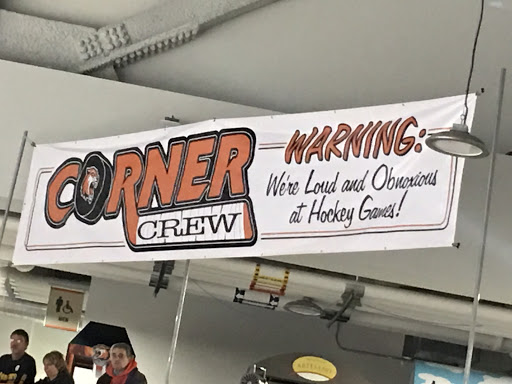 CORNER
CREW
WARNING:
We're Loud and Obnoxious
at Hockey Games!